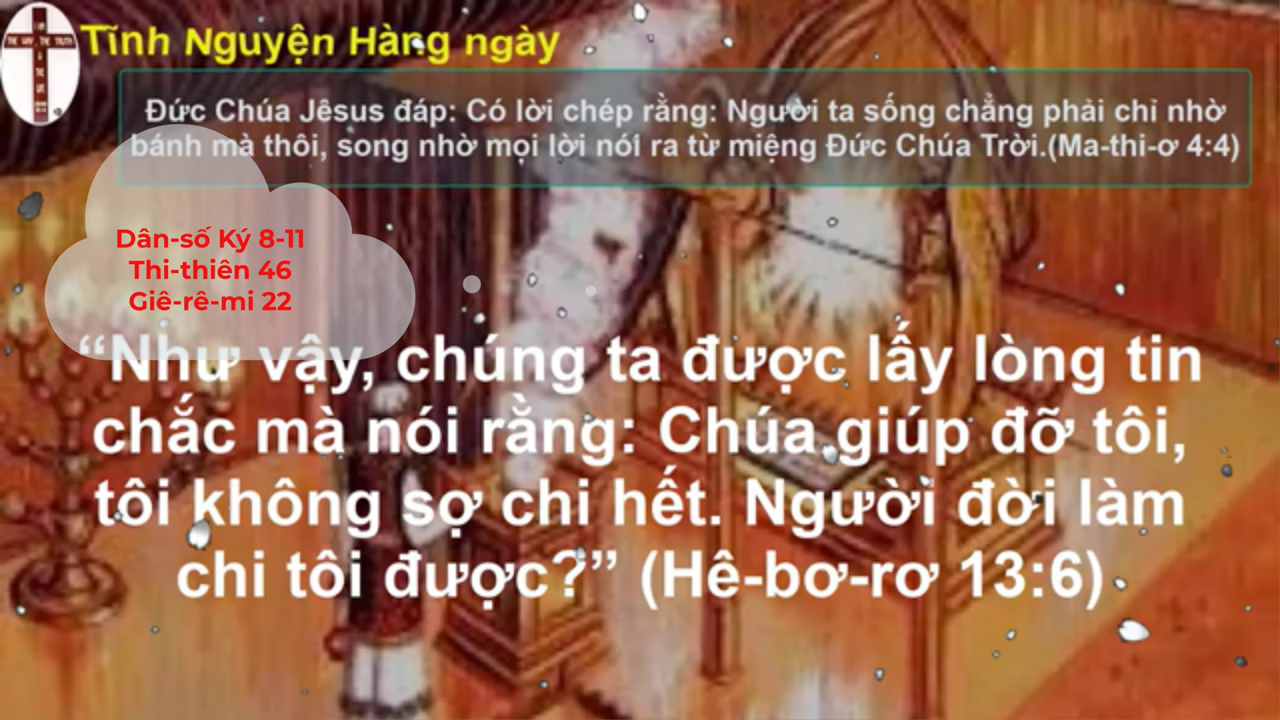 Tĩnh Nguyện Hàng ngày
Đức Chúa Jêsus đáp: Có lời chép rằng: Người ta sống chẳng phải chỉ nhờ
bánh mà thôi, song nhờ mọi lời nói ra từ miệng Đức Chúa Trời.(Ma-thi-ơ 4:4)
Dân-số Ký 8-11
Thi-thiên 46
Giê-rê-mi 22
“Như vậy, chúng ta được lấy lòng tin
chắc mà nói rằng: Chúa giúp đỡ tôi,
tôi không sợ chi hết. Người đời làm
chi tôi được?” (Hê-bơ-rơ 13:6)